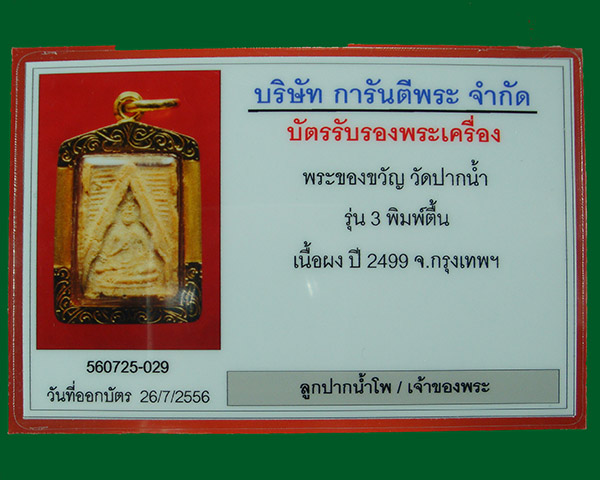 บริษัท การันตีพระ จำกัด
บัตรรับรองพระเครื่อง
พระของขวัญ วัดปากน้ำ
รุ่น 3 พิมพ์ตื้น
เนื้อผง ปี 2499 จ.กรุงเทพฯ
560725-029
วันที่ออกบัตร 26/7/2556
ลูกปากน้ำโพ / เจ้าของพระ